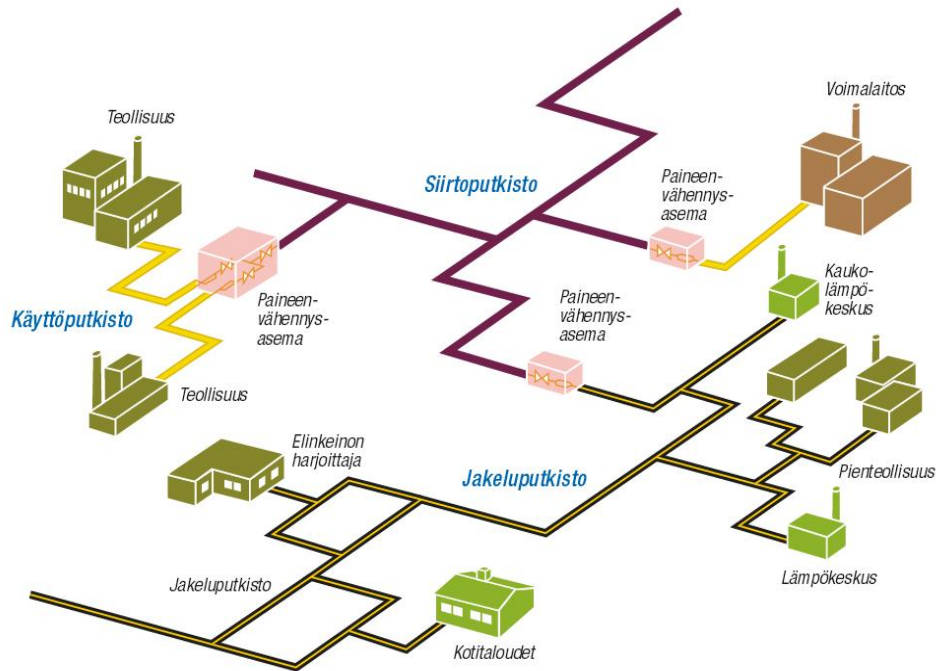 Teollisuus
Voimalaitos
Siirtoputkisto
Paineen-
vähennys-
asema
Kauko-
lämpö-
keskus
Paineen-
vähennys-
asema
Paineen-
vähennys-
asema
Käyttöputkisto
Teollisuus
Elinkeinon
harjoittaja
Jakeluputkisto
Pienteollisuus
Jakeluputkisto
Lämpökeskus
Kotitaloudet